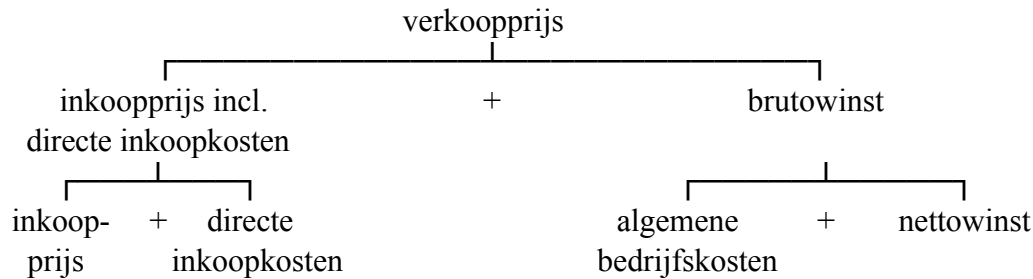 verkoopprijs
inkoopprijs incl. + brutowinst
directe inkoopkosten
inkoop- + directe algemene + nettowinst
prijs inkoopkosten bedrijfskosten